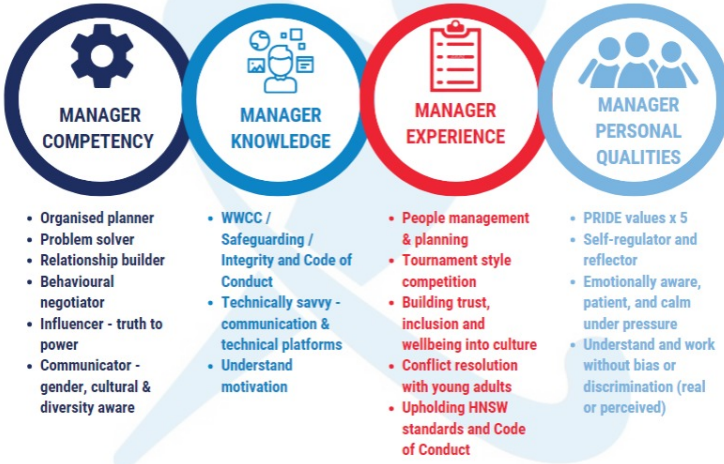 MANAGER
COMPETENCY
MANAGER
KNOWLEDGE
MANAGER
EXPERIENCE
MANAGER
PERSONAL
QUALITIES
• Organised planner
• Problem solver
• Relationship builder
• Behavioural
negotiator
• Influencer - truth to
power
• Communicator -
gender, cultural &
diversity aware
• WWCC /
Safeguarding /
Integrity and Code of
Conduct
• Technically savvy -
communication &
technical platforms
• Understand
motivation
• People management
& planning
• Tournament style
competition
• Building trust,
inclusion and
wellbeing into culture
• Conflict resolution
with young adults
• Upholding HNSW
standards and Code
of Conduct
• PRIDE values x 5
• Self-regulator and
reflector
• Emotionally aware,
patient, and calm
under pressure
• Understand and work
without bias or
discrimination (real
or perceived)